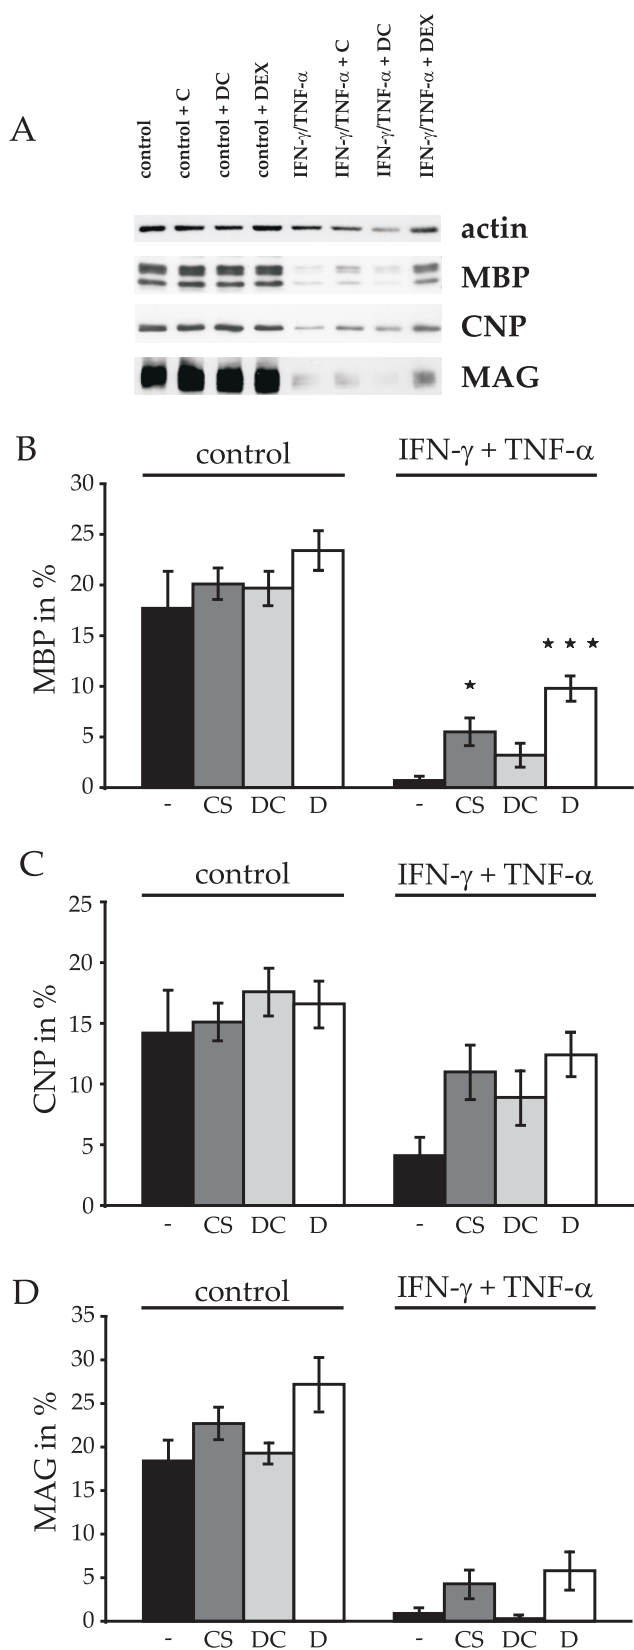 A
control
control + C
control + DC
control + DEX
IFN-γ/TNF-α
IFN-γ/TNF-α + C
IFN-γ/TNF-α + DC
IFN-γ/TNF-α + DEX
actin
MBP
CNP
MAG
B
control IFN-γ + TNF-α
MBP in %
30
25
20
15
10
5
0
★
★ ★ ★
- CS DC D - CS DC D
C
control IFN-γ + TNF-α
CNP in %
25
20
15
10
5
0
- CS DC D - CS DC D
D
control IFN-γ + TNF-α
MAG in %
35
30
25
20
15
10
5
0
- CS DC D - CS DC D